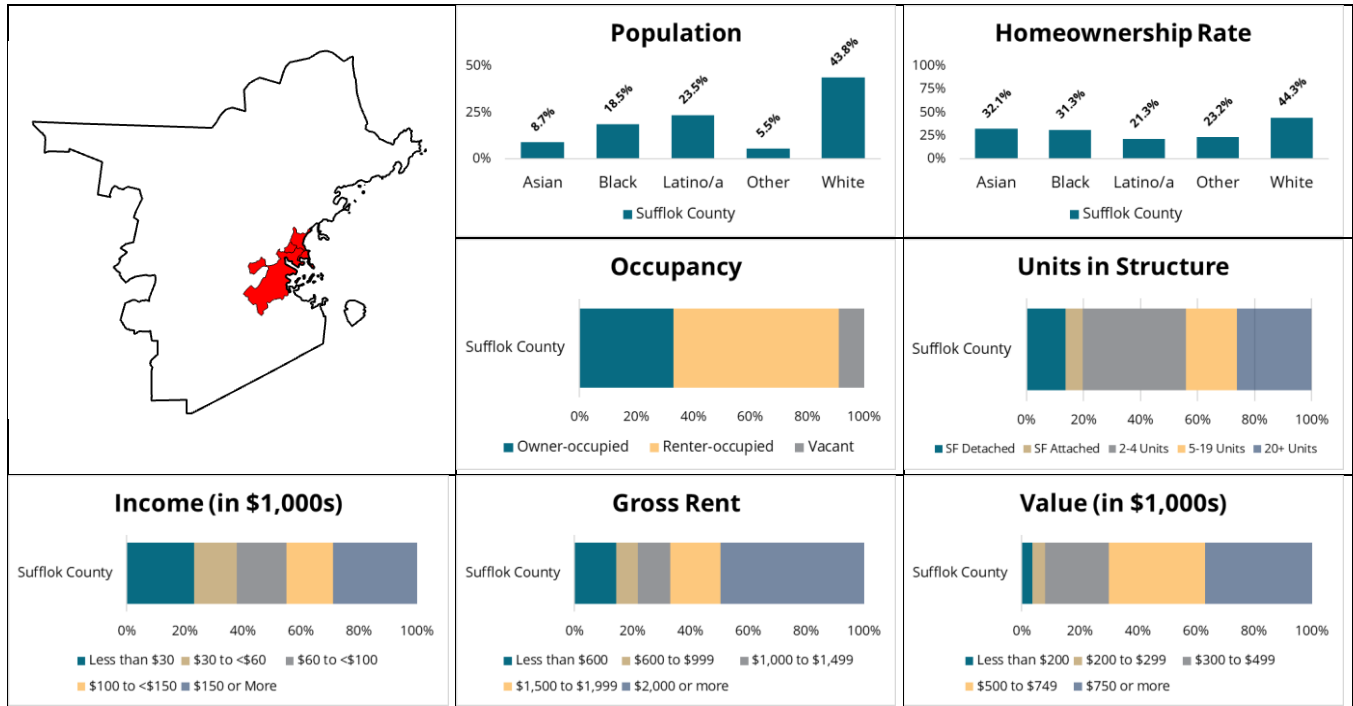 Population
50%
25%
0%
8.7%
18.5%
23.5%
5.5%
43.8%
Asian Black Latino/a Other White
Sufflok County
Homeownership Rate
100%
75%
50%
25%
0%
32.1%
31.3%
21.3%
23.2%
44.3%
Asian Black Latino/a Other White
Sufflok County
Occupancy
Sufflok County
0% 20% 40% 60% 80% 100%
Owner-occupied Renter-occupied Vacant
Units in Structure
Sufflok County
0% 20% 40% 60% 80% 100%
SF Detached SF Attached 2-4 Units 5-19 Units 20+ Units
Income (in $1,000s)
Sufflok County
0% 20% 40% 60% 80% 100%
Less than $30 $30 to <$60 $60 to <$100
$100 to <$150 $150 or More
Gross Rent
Sufflok County
0% 20% 40% 60% 80% 100%
Less than $600 $600 to $999 $1,000 to $1,499
$1,500 to $1,999 $2,000 or more
Value (in $1,000s)
Sufflok County
0% 20% 40% 60% 80% 100%
Less than $200 $200 to $299 $300 to $499
$500 to $749 $750 or more